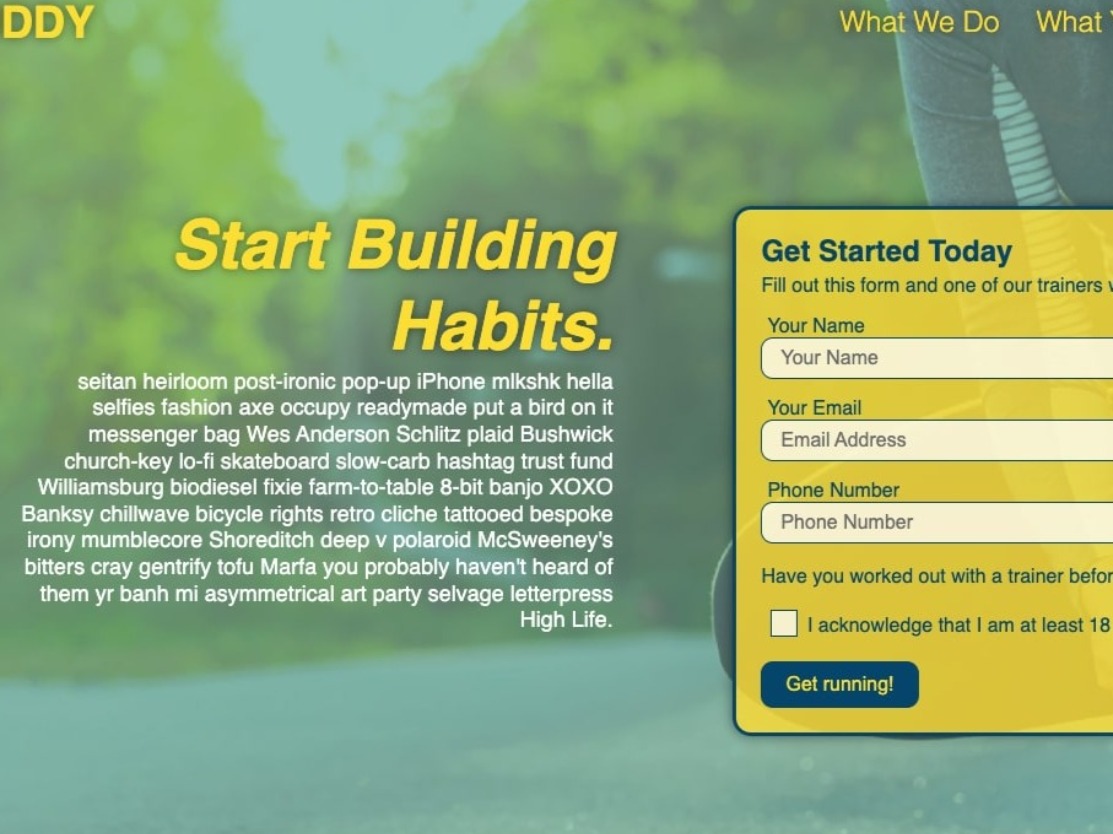 DDY
What We Do
What
Start Building
Habits.
seitan heirloom post-ironic pop-up iPhone mlkshk hella
selfies fashion axe occupy readymade put a bird on it
messenger bag Wes Anderson Schlitz plaid Bushwick
church-key lo-fi skateboard slow-carb hashtag trust fund
Williamsburg biodiesel fixie farm-to-table 8-bit banjo XOXO
Banksy chillwave bicycle rights retro cliche tattooed bespoke
irony mumblecore Shoreditch deep v polaroid McSweeney's
bitters cray gentrify tofu Marfa you probably haven't heard of
them yr banh mi asymmetrical art party selvage letterpress
High Life.
Get Started Today
Fill out this form and one of our trainers
Your Name
Your Name
Your Email
Email Address
Phone Number
Phone Number
Have you worked out with a trainer befor
I acknowledge that I am at least 18
Get running!